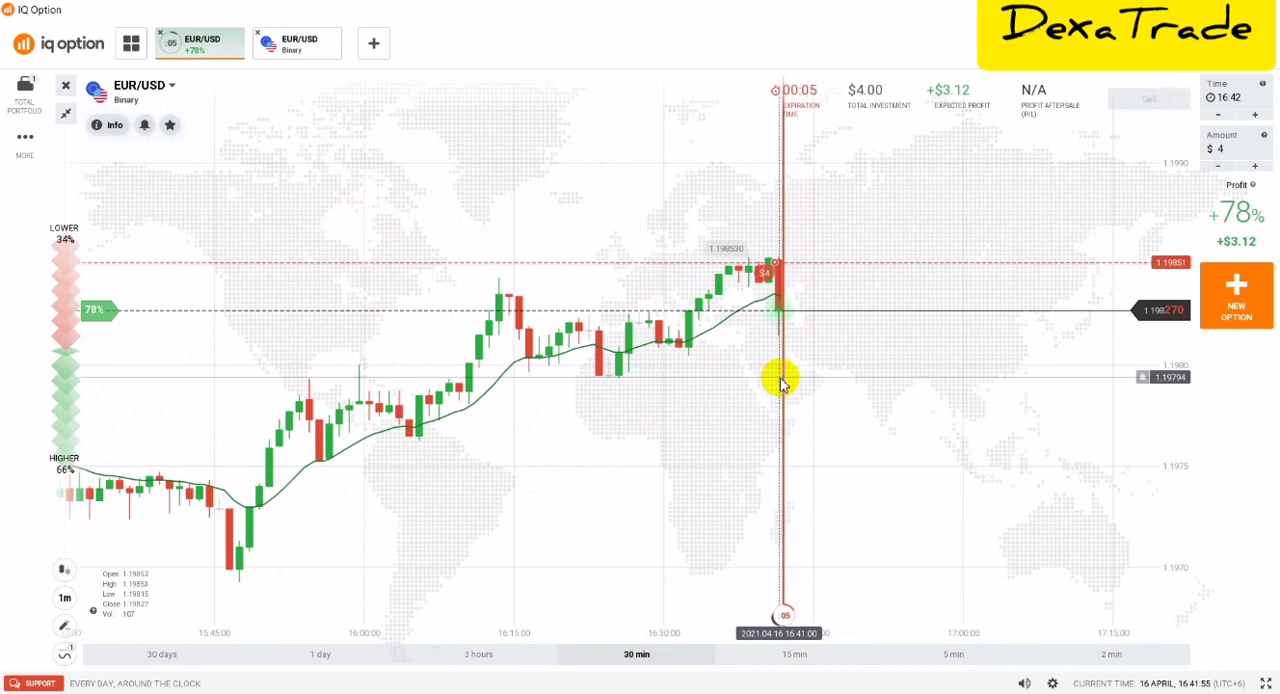 IQ Option
DexaTrade
iq option
:05
EUR/USD
+78%
EUR/USD
Binary
+
1
TOTAL
PORTFOLIO
MORE
EUR/USD
Binary
Info
00:05
EXPIRATION
TIME
$4.00
TOTAL INVESTMENT
+$3.12
EXPECTED PROFIT
N/A
PROFIT AFTER SALE
(P/L)
Sell
Time
16:42
- +
Amount
$ 4
- +
Profit
+78%
+$3.12
NEW
OPTION
1.1990
1.19851
1.198270
1.1980
1.19794
1.1975
1.1970
LOWER
34%
78%
HIGHER
66%
1.198530
$4
Open 1.19852
High 1.19853
Low 1.19815
Close 1.19827
Vol. 107
1m
1
:05
15:45:00
16:00:00
16:15:00
16:30:00
2021.04.16 16:41:00
17:00:00
17:15:00
30 days
1 day
3 hours
30 min
15 min
5 min
2 min
SUPPORT
EVERY DAY, AROUND THE CLOCK
CURRENT TIME: 16 APRIL, 16:41:55 (UTC+6)